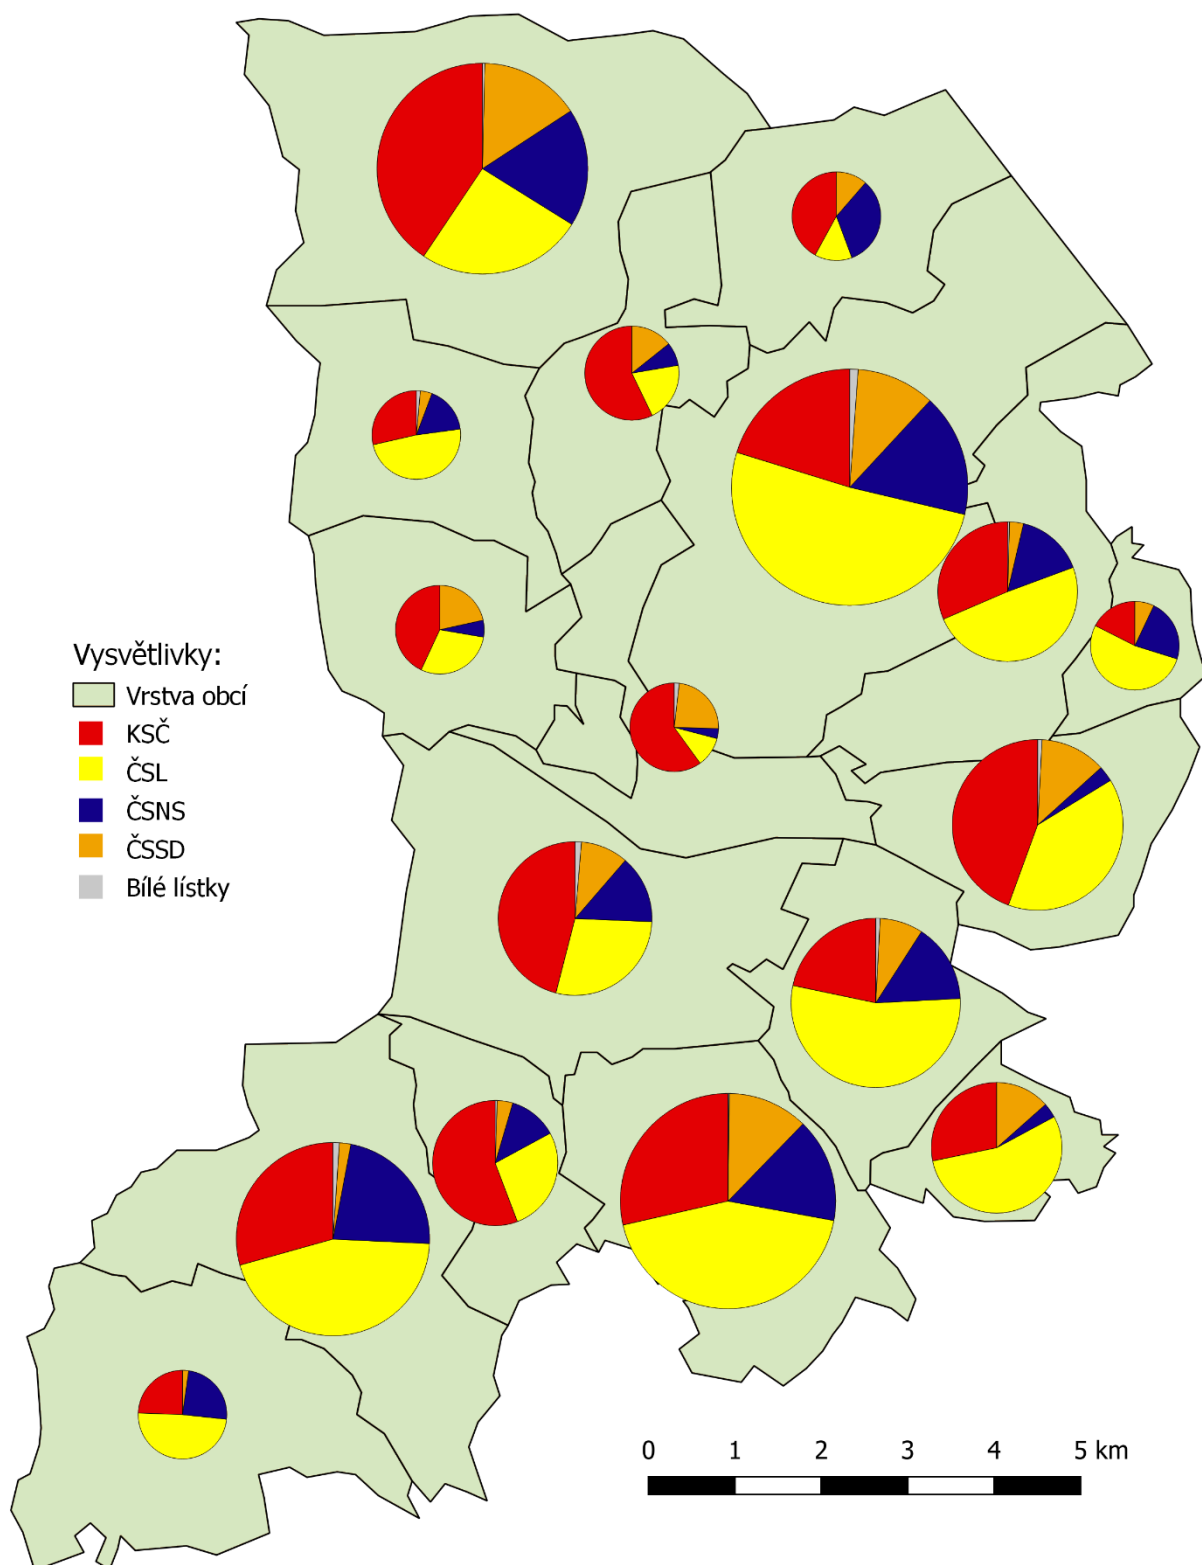 Vysvětlivky:
Vrstva obcí
KSČ
ČSL
ČSNS
ČSSD
Bílé lístky
0 1 2 3 4 5 km